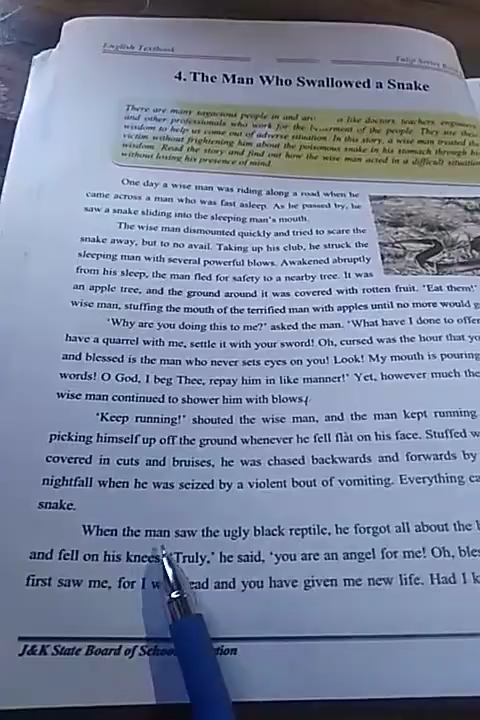 English Textbook
Tulip Series
4. The Man Who Swallowed a Snake
There are many sagacious people in and like doctors, teachers,
and other professionals who work for the of the people. They use
wisdom to help us come out of adverse situation. In this story, a wise man treated the
victim without frightening him about the poisonous snake in his stomach through
wisdom. Read the story and find out how the wise man acted in a difficult situation
without losing his presence of mind.
One day a wise man was riding along a road when he
came across a man who was fast asleep. As he passed by, he
saw a snake sliding into the sleeping man's mouth.
The wise man dismounted quickly and tried to scare the
snake away, but to no avail. Taking up his club, he struck the
sleeping man with several powerful blows. Awakened abruptly
from his sleep, the man fled for safety to a nearby tree. It was
an apple tree, and the ground around it was covered with rotten fruit. 'Eat them!'
wise man, stuffing the mouth of the terrified man with apples until no more would
'Why are you doing this to me?' asked the man. 'What have I done to
have a quarrel with me, settle it with your sword! Oh, cursed was the hour that
and blessed is the man who never sets eyes on you! Look! My mouth is pouring
words! O God, I beg Thee, repay him in like manner!' Yet, however much the
wise man continued to shower him with blows.
'Keep running!' shouted the wise man, and the man kept running
picking himself up off the ground whenever he fell flat on his face. Stuffed
covered in cuts and bruises, he was chased backwards and forwards by
nightfall when he was seized by a violent bout of vomiting. Everything
snake.
When the man saw the ugly black reptile, he forgot all about the
and fell on his knees. 'Truly,' he said, 'you are an angel for me! Oh,
first saw me, for I and you have given me new life. Had I
J&K State Board of